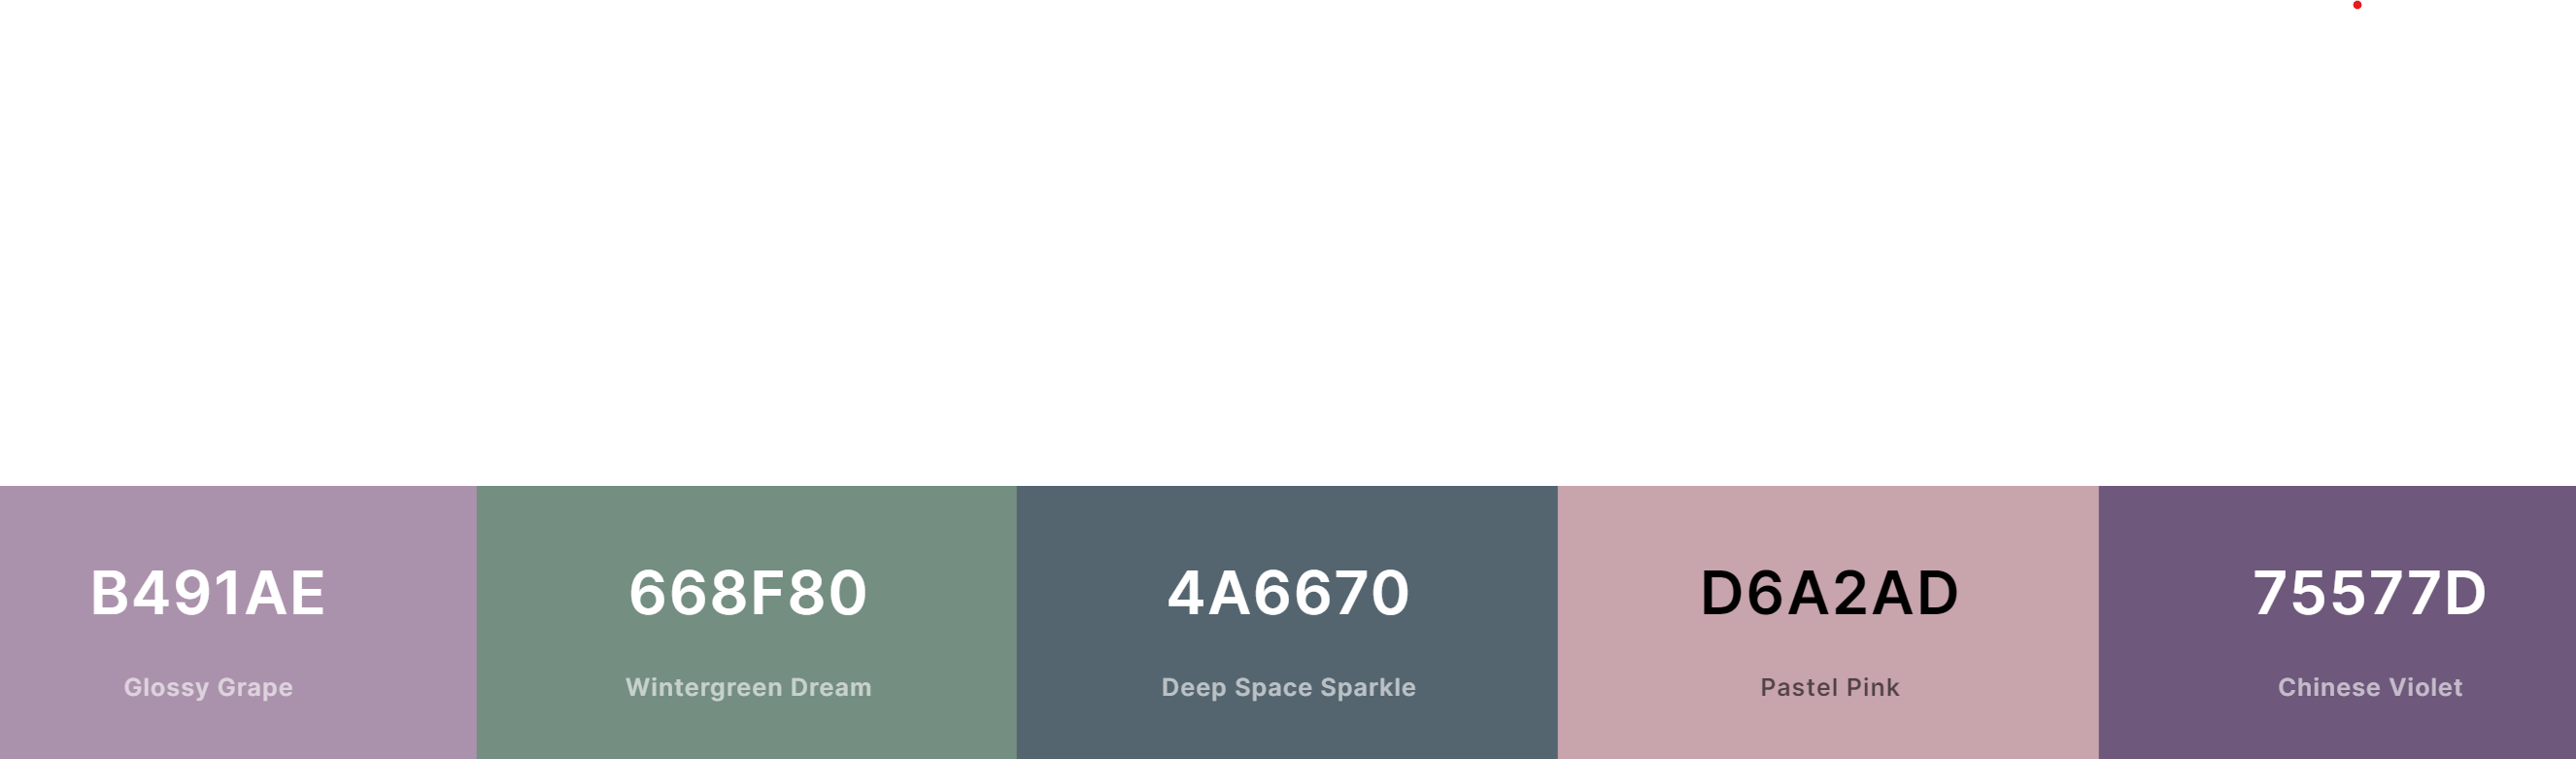 B491AE
668F80
4A6670
D6A2AD
75577D
Glossy Grape
Wintergreen Dream
Deep Space Sparkle
Pastel Pink
Chinese Violet